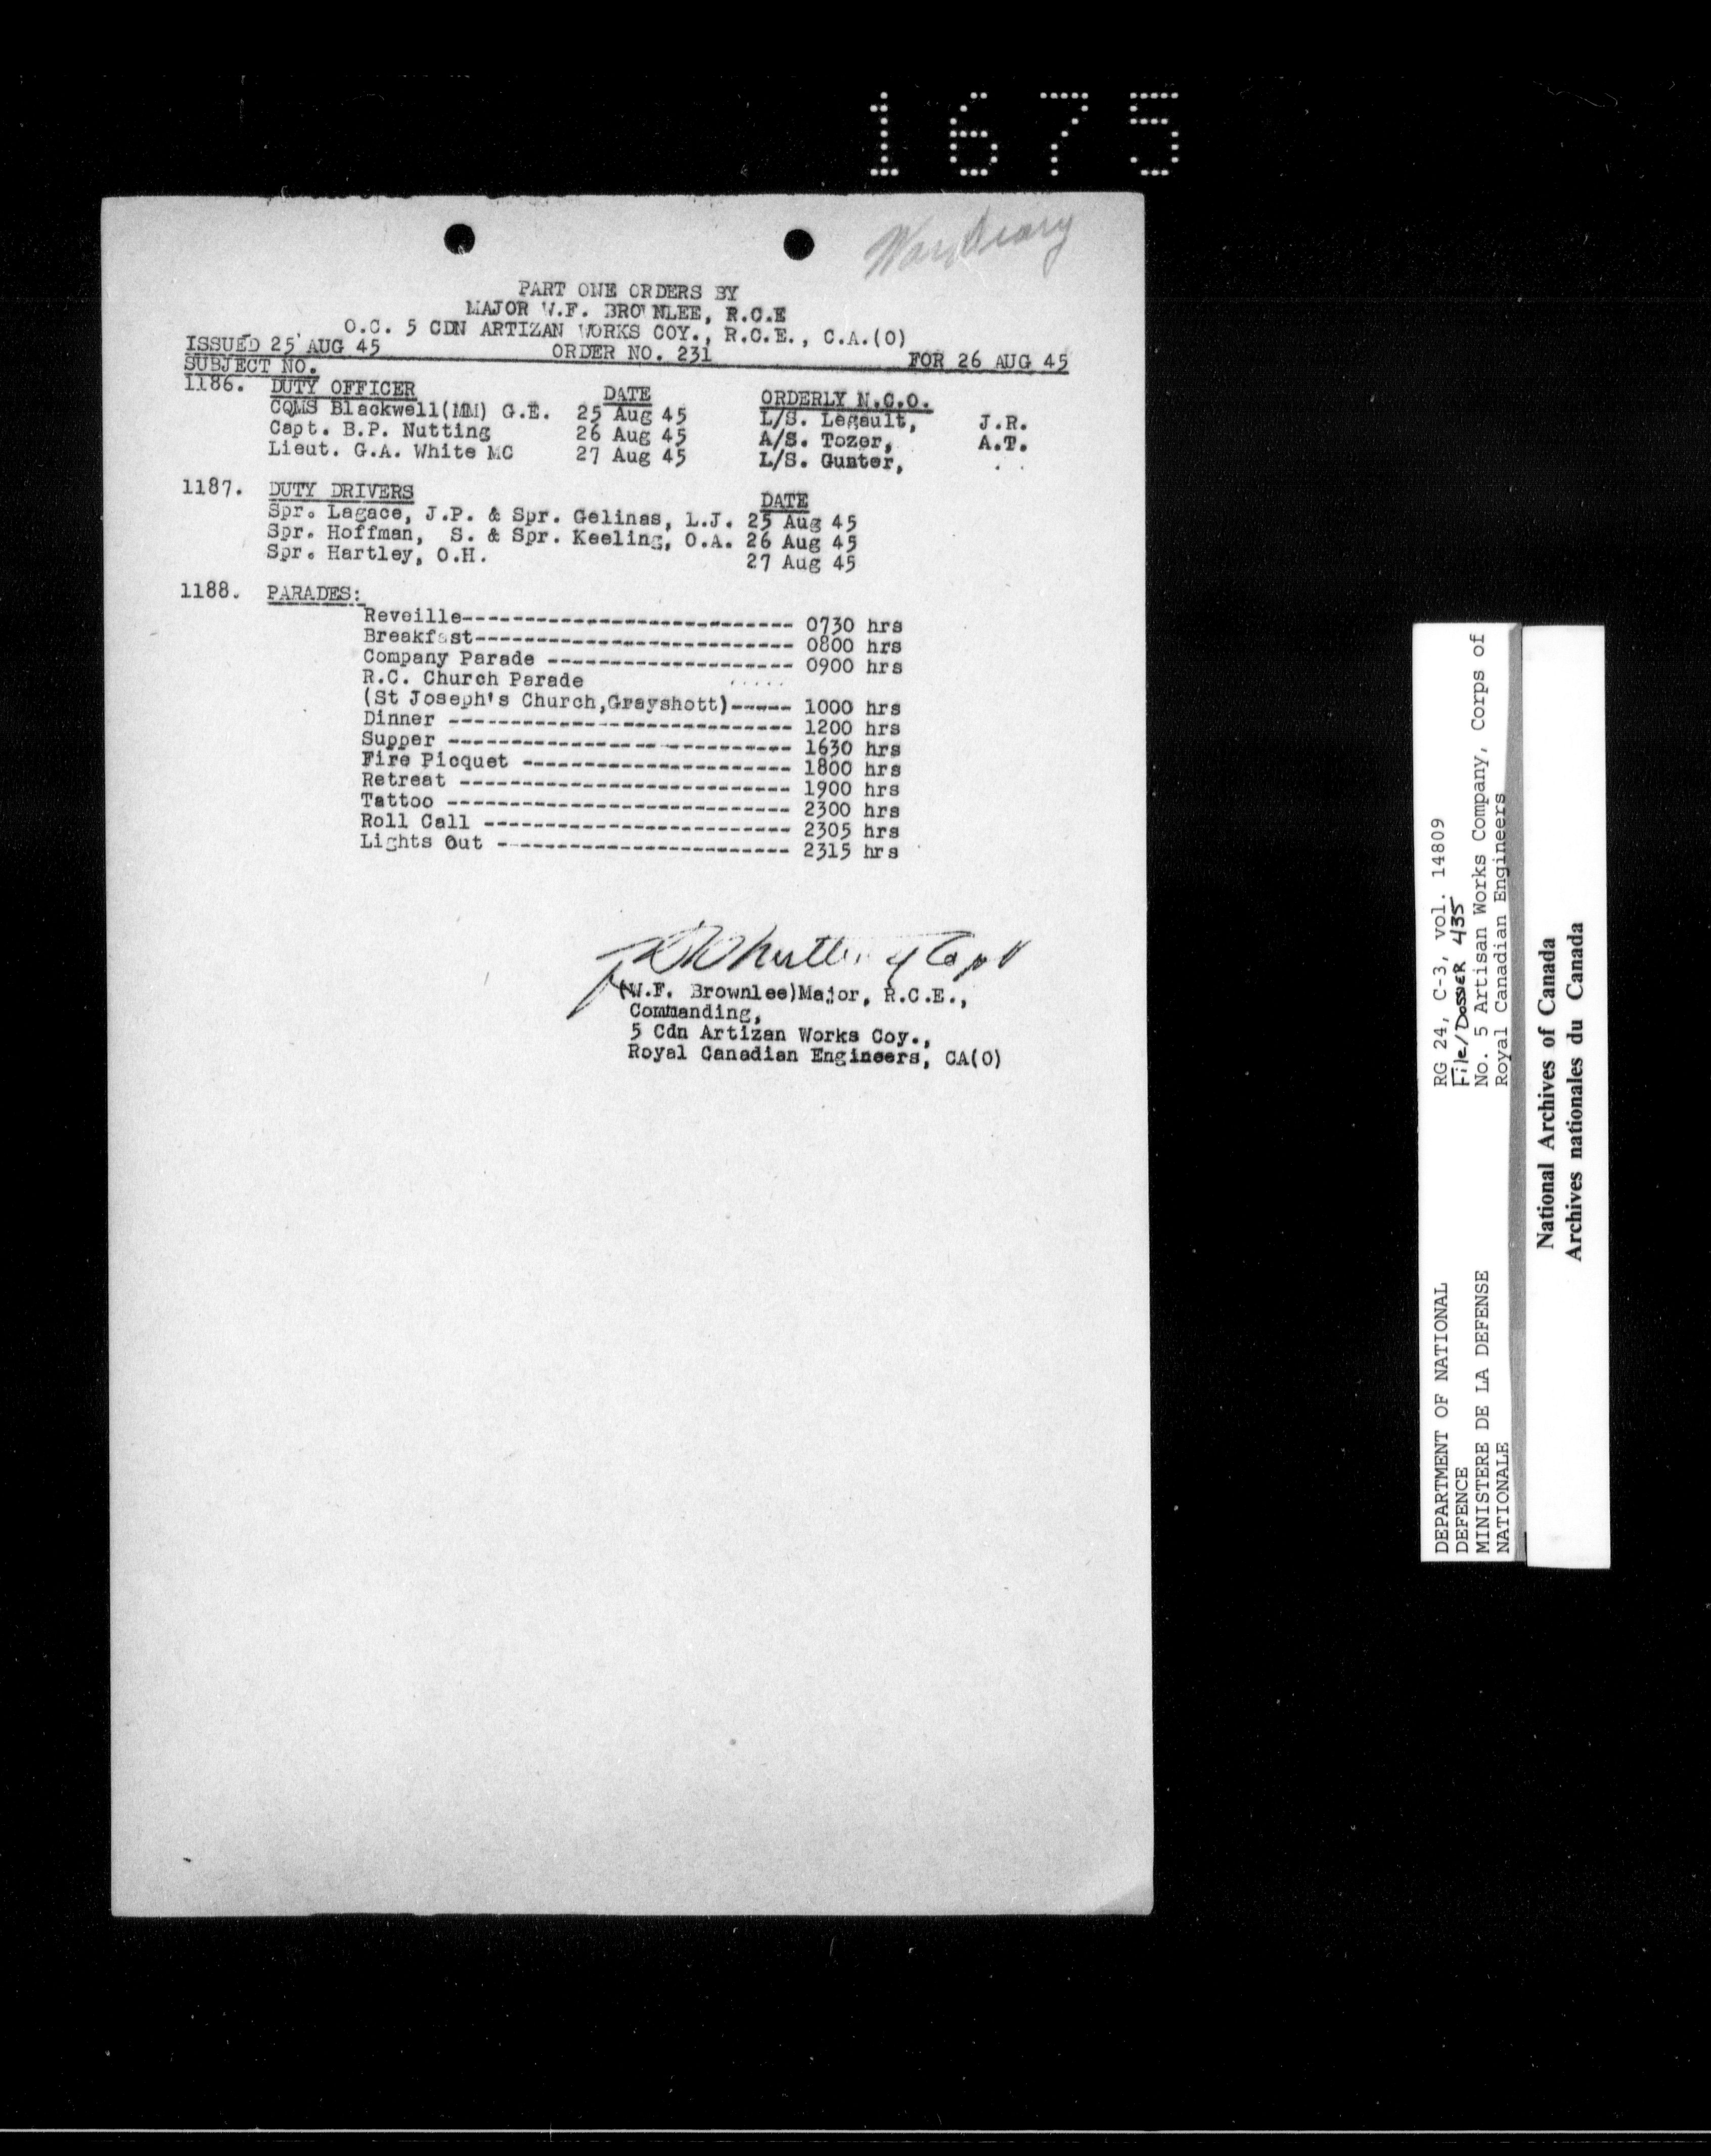 1675
War Diary
PART ONE ORDERS BY
MAJOR W.F. BROWNLEE, R.C.E
O.C. 5 CDN ARTIZAN WORKS COY., R.C.E., C.A.(O)
ISSUED 25 AUG 45 ORDER NO. 231 FOR 26 AUG 45
SUBJECT NO.
1186. DUTY OFFICER DATE ORDERLY N.C.O.
CQMS Blackwell(MM) G.E. 25 Aug 45 L/S. Legault, J.R.
Capt. B.P. Nutting 26 Aug 45 A/S. Tozer, A.T.
Lieut. G.A. White MC 27 Aug 45 L/S. Gunter, . .
1187. DUTY DRIVERS DATE
Spr. Lagace, J.P. & Spr. Gelinas, L.J. 25 Aug 45
Spr. Hoffman, S. & Spr. Keeling, O.A. 26 Aug 45
Spr. Hartley, O.H. 27 Aug 45
1188. PARADES:
Reveille--------------------------- 0730 hrs
Breakfast-------------------------- 0800 hrs
Company Parade -------------------- 0900 hrs
R.C. Church Parade .....
(St Joseph's Church,Grayshott)----- 1000 hrs
Dinner ---------------------------- 1200 hrs
Supper ---------------------------- 1630 hrs
Fire Picquet ---------------------- 1800 hrs
Retreat --------------------------- 1900 hrs
Tattoo ---------------------------- 2300 hrs
Roll Call ------------------------- 2305 hrs
Lights Out ------------------------ 2315 hrs
Nutting Capt
(W.F. Brownlee)Major, R.C.E.,
Commanding,
5 Cdn Artizan Works Coy.,
Royal Canadian Engineers, CA(O)
DEPARTMENT OF NATIONAL
DEFENCE
MINISTERE DE LA DEFENSE
NATIONALE
RG 24, C-3, vol. 14809
File/DOSSIER 435
No. 5 Artisan Works Company, Corps of
Royal Canadian Engineers
National Archives of Canada
Archives nationales du Canada